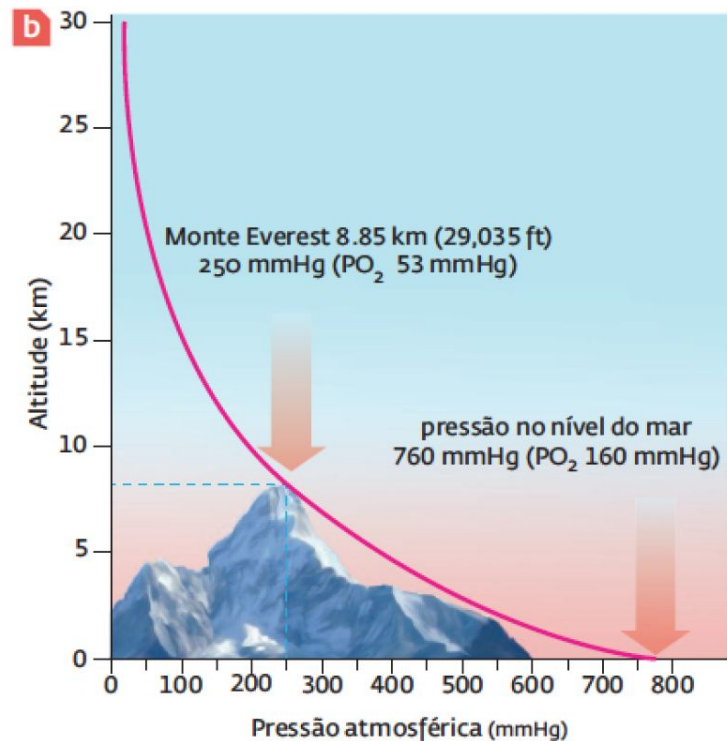 b
30
25
20
15
10
5
0
Altitude (km)
Monte Everest 8.85 km (29,035 ft)
250 mmHg (PO₂ 53 mmHg)
pressão no nível do mar
760 mmHg (PO₂ 160 mmHg)
0 100 200 300 400 500 600 700 800
Pressão atmosférica (mmHg)